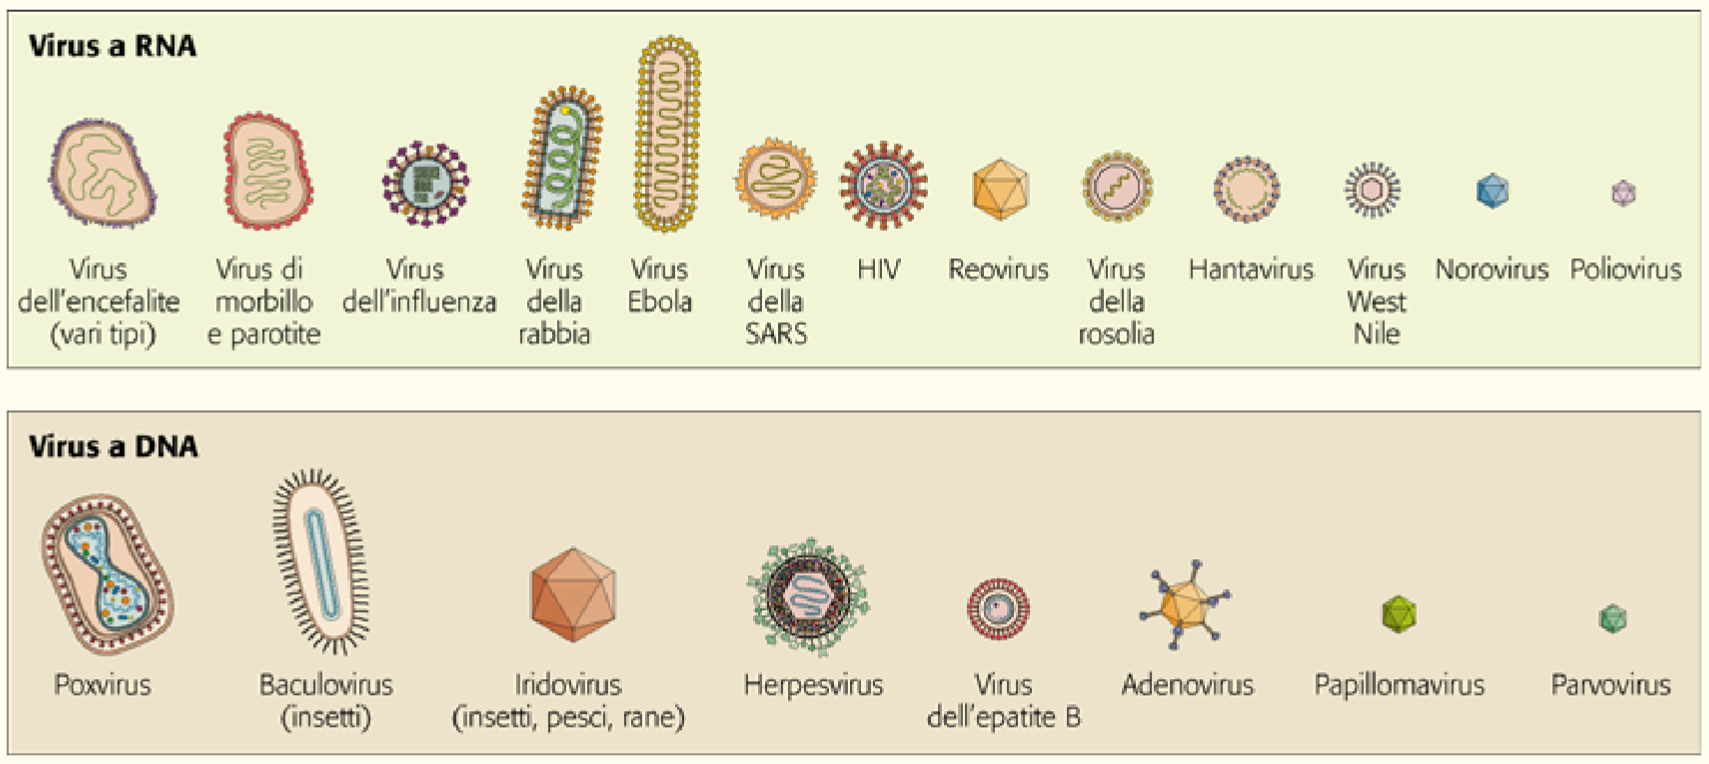 Virus a RNA
Virus
dell'encefalite
(vari tipi)
Virus di
morbillo
e parotite
Virus
dell'influenza
Virus
della
rabbia
Virus
Ebola
Virus
della
SARS
HIV
Reovirus
Virus
della
rosolia
Hantavirus
Virus
West
Nile
Norovirus
Poliovirus
Virus a DNA
Poxvirus
Baculovirus
(insetti)
Iridovirus
(insetti, pesci, rane)
Herpesvirus
Virus
dell'epatite B
Adenovirus
Papillomavirus
Parvovirus